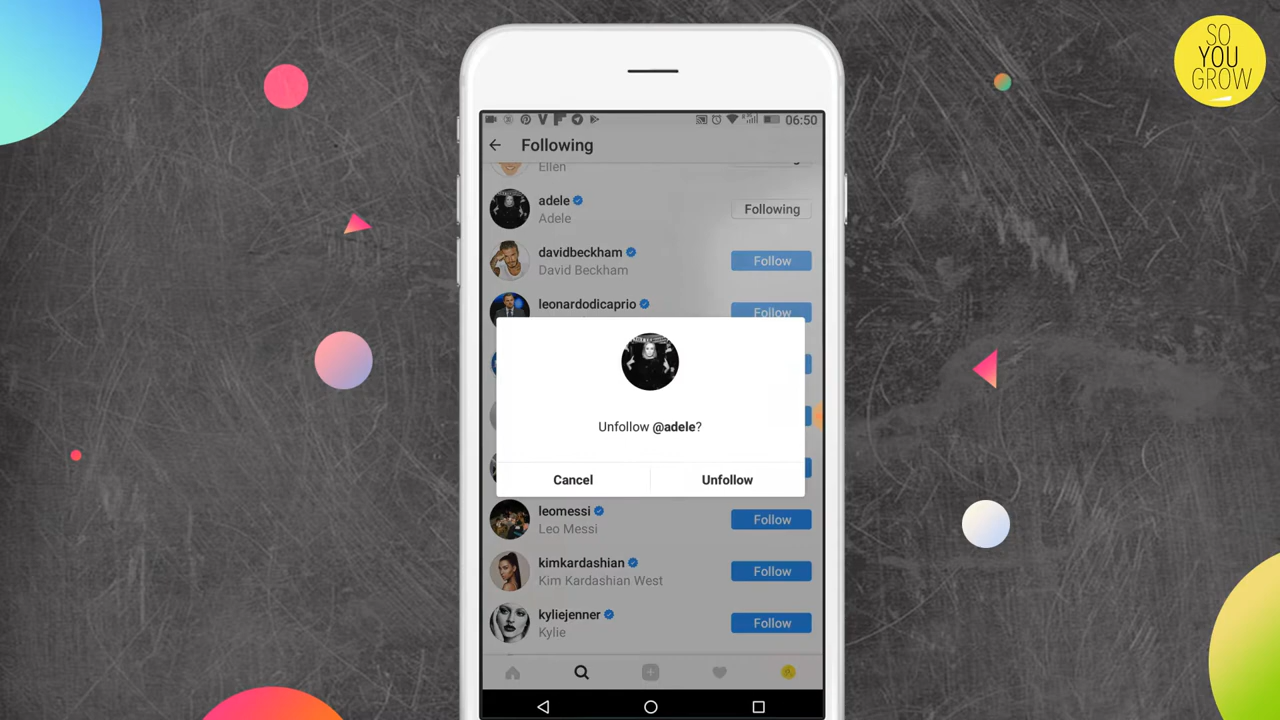 SO
YOU
GROW
06:50
Following
Ellen
adele
Adele
Following
davidbeckham
David Beckham
Follow
leonardodicaprio
Follow
Unfollow @adele?
Cancel
Unfollow
leomessi
Leo Messi
Follow
kimkardashian
Kim Kardashian West
Follow
kyliejenner
Kylie
Follow